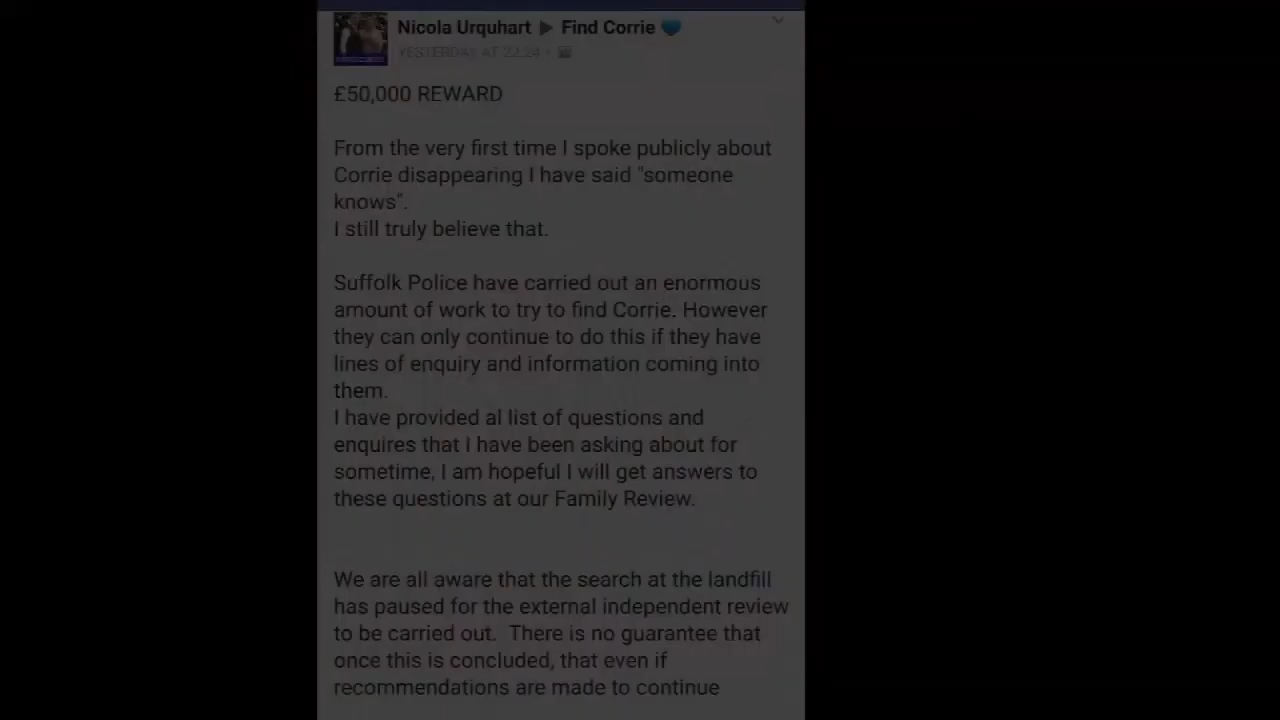 Nicola Urquhart ▶ Find Corrie 💙
YESTERDAY AT 22:24 ·
£50,000 REWARD
From the very first time I spoke publicly about
Corrie disappearing I have said "someone
knows".
I still truly believe that.
Suffolk Police have carried out an enormous
amount of work to try to find Corrie. However
they can only continue to do this if they have
lines of enquiry and information coming into
them.
I have provided al list of questions and
enquires that I have been asking about for
sometime, I am hopeful I will get answers to
these questions at our Family Review.
We are all aware that the search at the landfill
has paused for the external independent review
to be carried out.  There is no guarantee that
once this is concluded, that even if
recommendations are made to continue